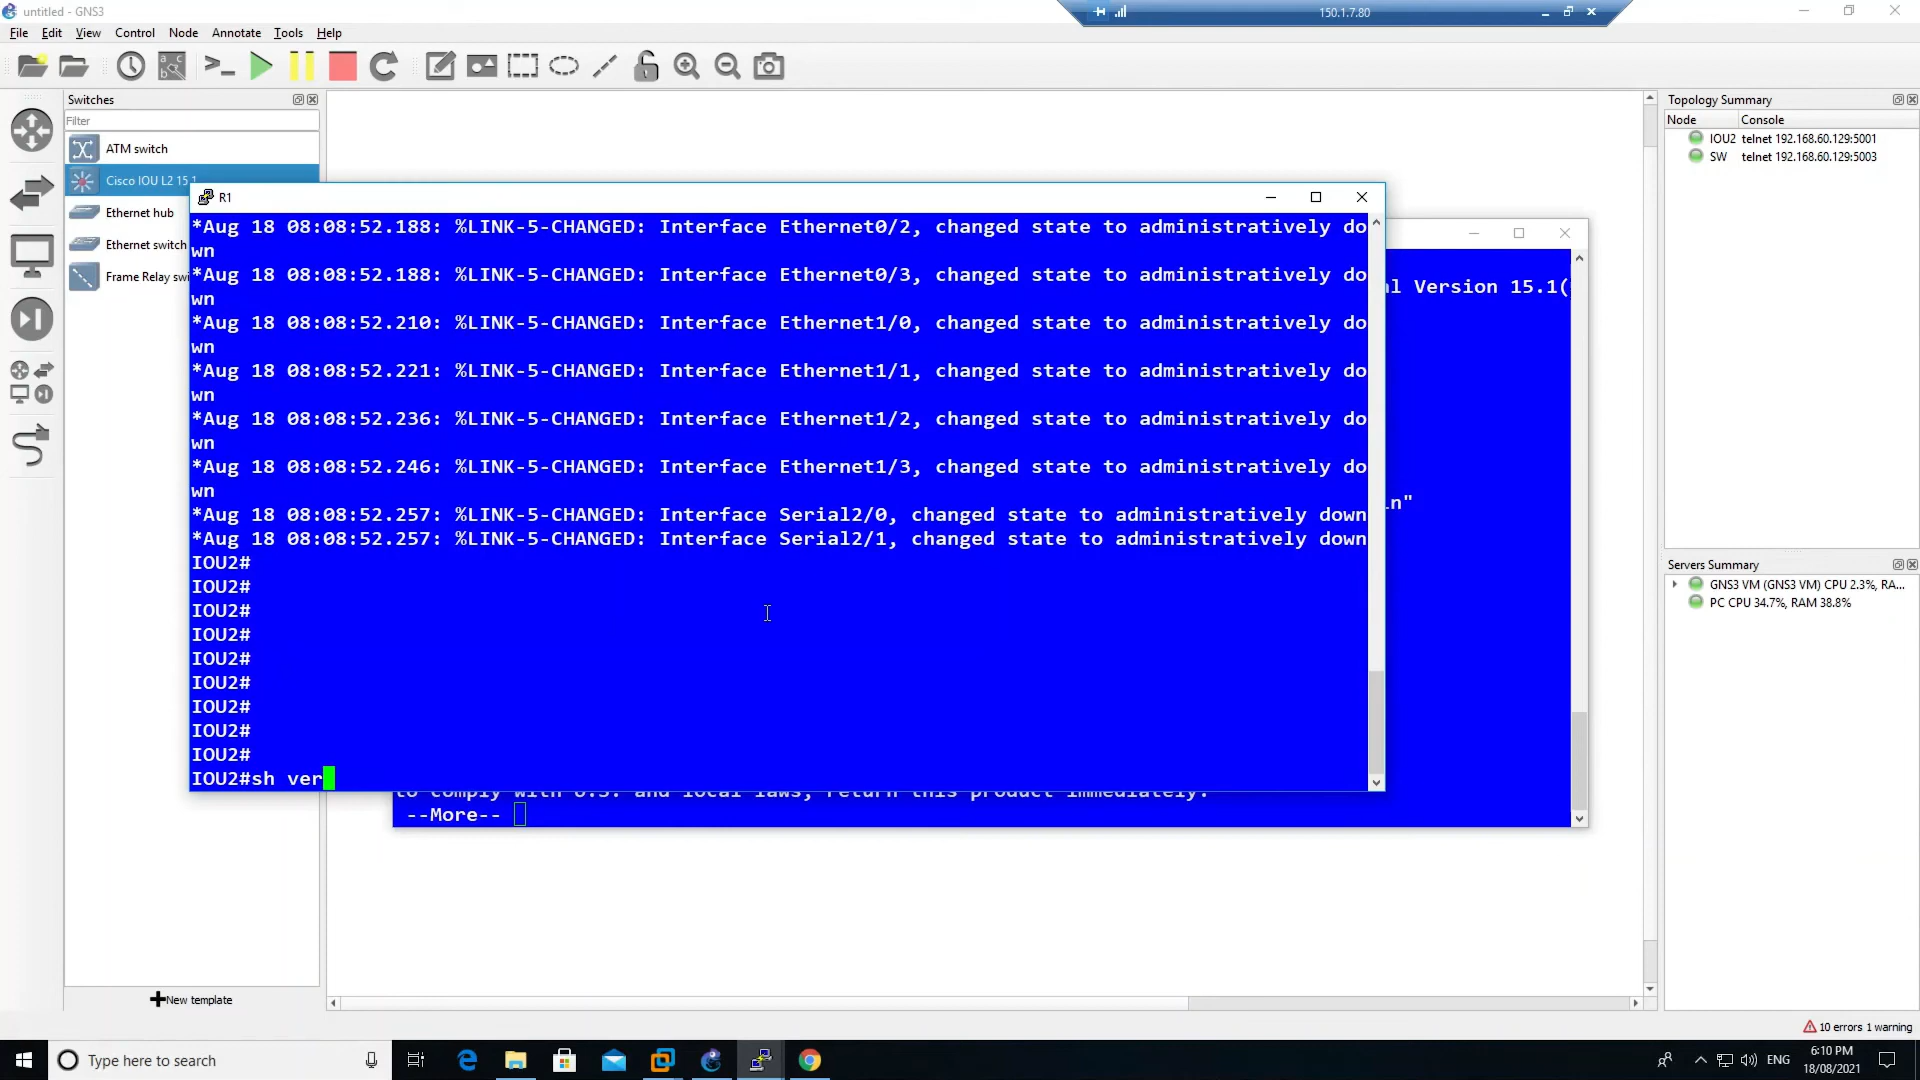 untitled - GNS3
150.1.7.80
File Edit View Control Node Annotate Tools Help
Switches
Filter
ATM switch
Cisco IOU L2 15.1
Ethernet hub
Ethernet switch
Frame Relay swi
New template
R1
*Aug 18 08:08:52.188: %LINK-5-CHANGED: Interface Ethernet0/2, changed state to administratively do
wn
*Aug 18 08:08:52.188: %LINK-5-CHANGED: Interface Ethernet0/3, changed state to administratively do
wn
*Aug 18 08:08:52.210: %LINK-5-CHANGED: Interface Ethernet1/0, changed state to administratively do
wn
*Aug 18 08:08:52.221: %LINK-5-CHANGED: Interface Ethernet1/1, changed state to administratively do
wn
*Aug 18 08:08:52.236: %LINK-5-CHANGED: Interface Ethernet1/2, changed state to administratively do
wn
*Aug 18 08:08:52.246: %LINK-5-CHANGED: Interface Ethernet1/3, changed state to administratively do
wn
*Aug 18 08:08:52.257: %LINK-5-CHANGED: Interface Serial2/0, changed state to administratively down
*Aug 18 08:08:52.257: %LINK-5-CHANGED: Interface Serial2/1, changed state to administratively down
IOU2#
IOU2#
IOU2#
IOU2#
IOU2#
IOU2#
IOU2#
IOU2#
IOU2#
IOU2#sh ver
l Version 15.1(
in"
to comply with U.S. and local laws, return this product immediately.
--More--
Topology Summary
Node Console
IOU2 telnet 192.168.60.129:5001
SW telnet 192.168.60.129:5003
Servers Summary
GNS3 VM (GNS3 VM) CPU 2.3%, RA...
PC CPU 34.7%, RAM 38.8%
10 errors 1 warning
Type here to search
ENG
6:10 PM
18/08/2021